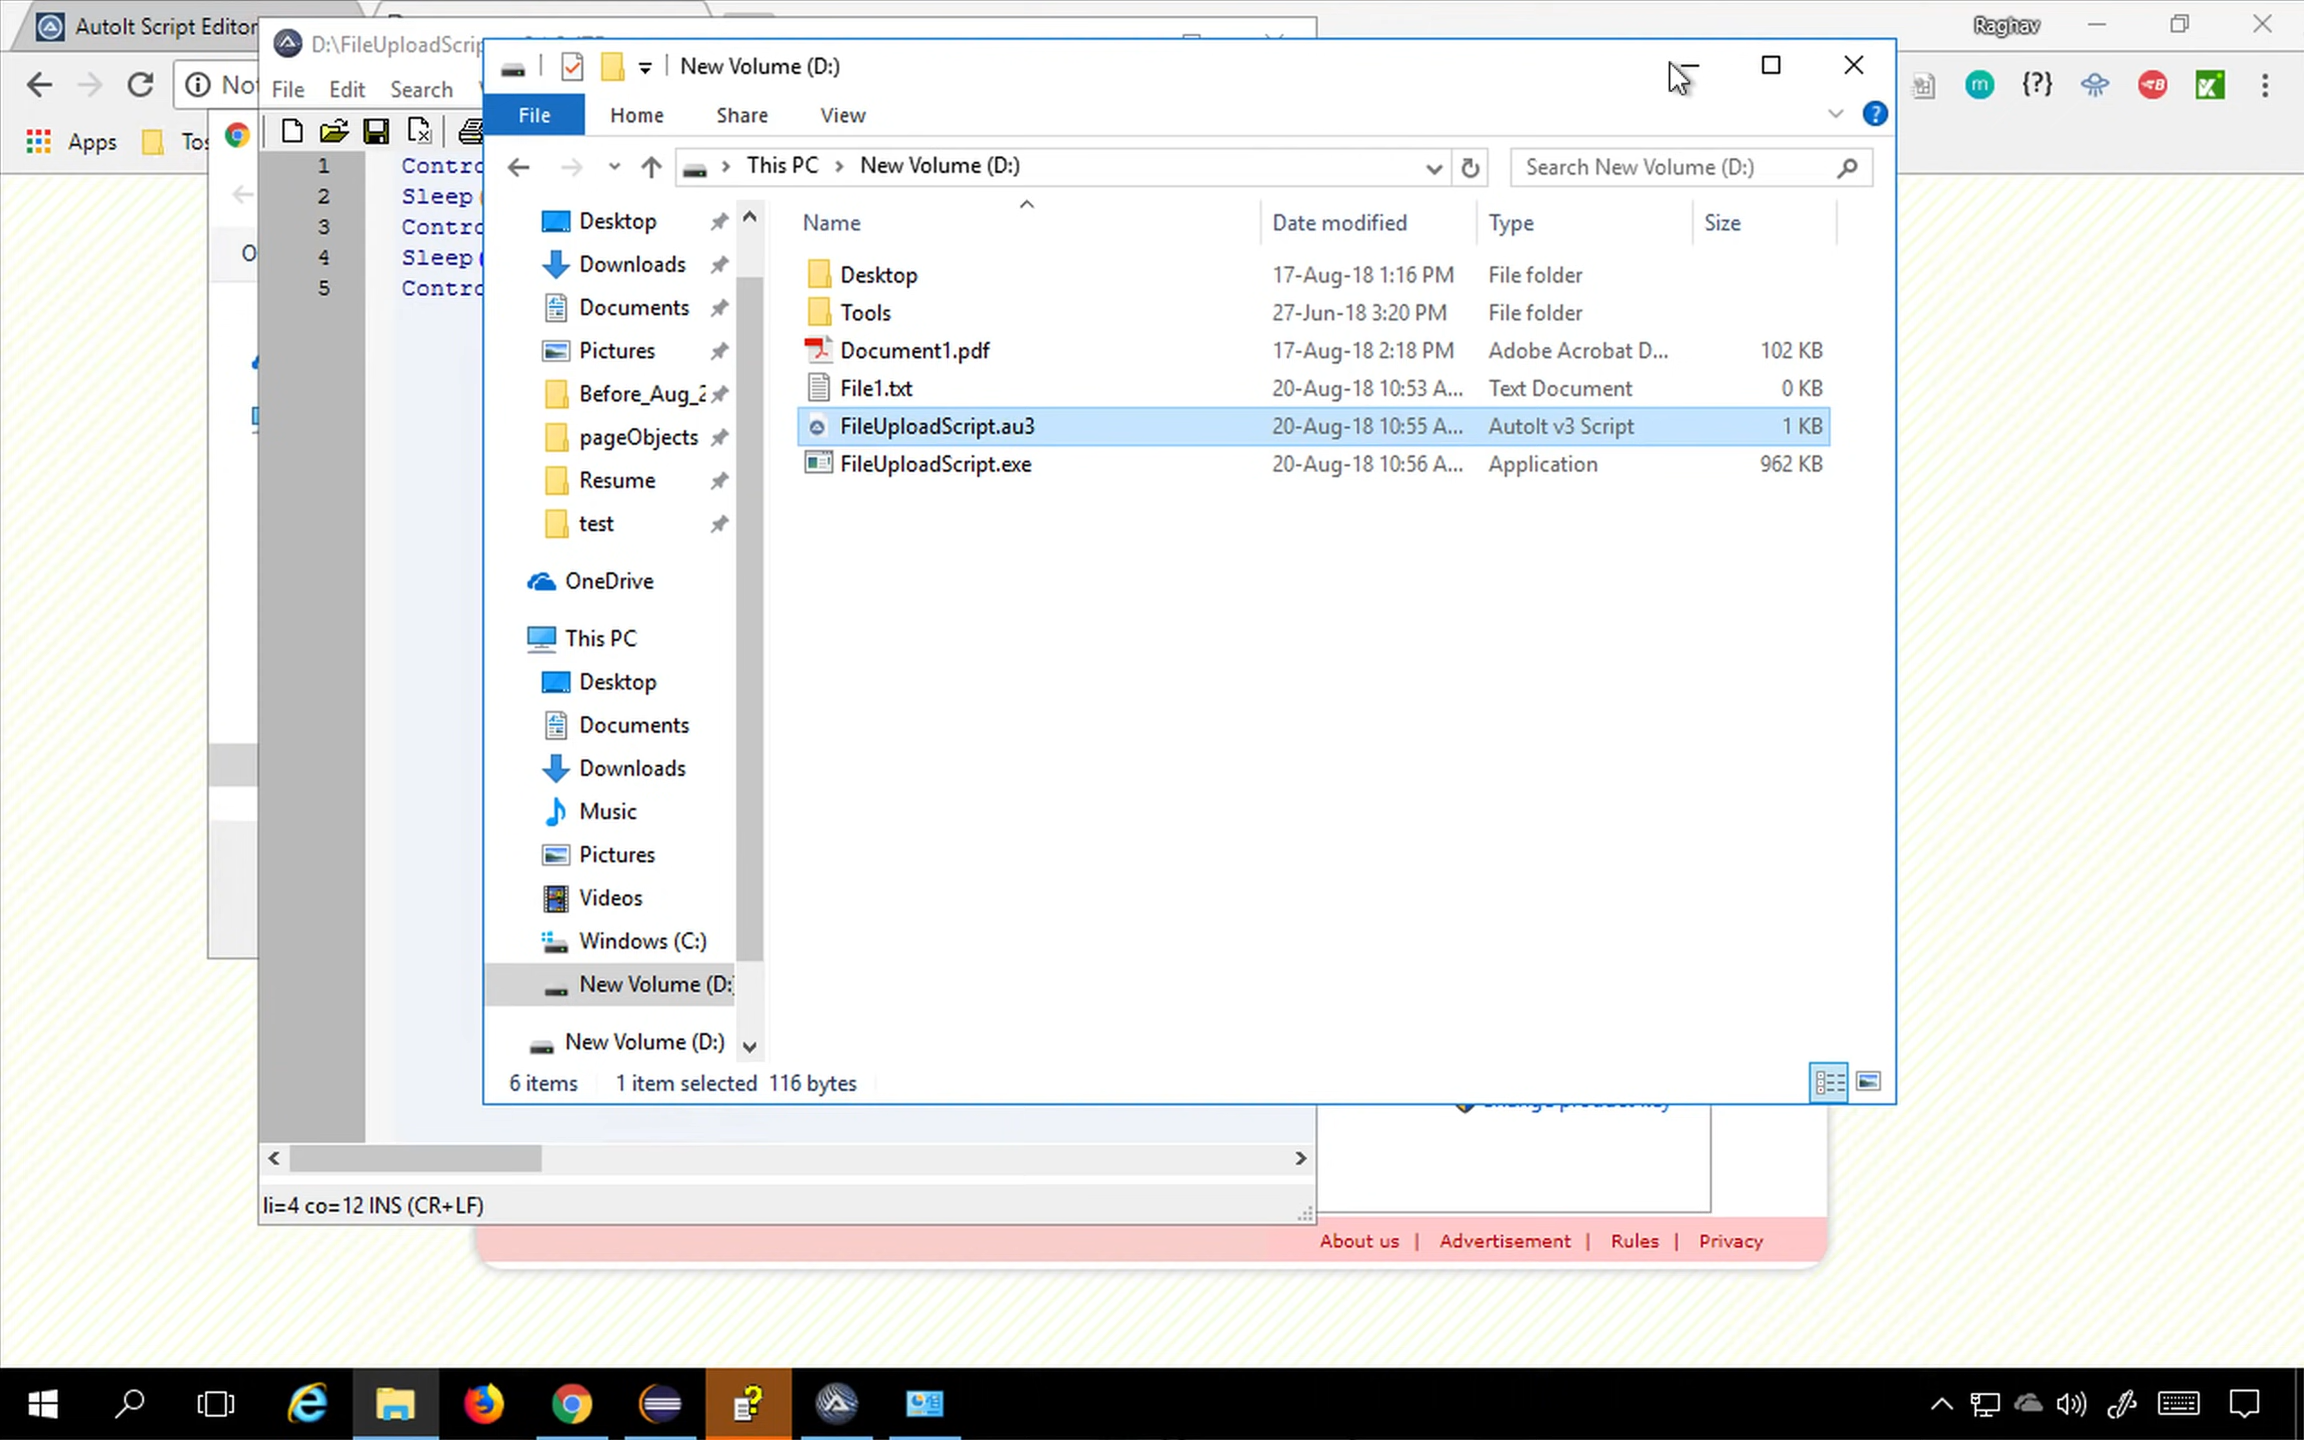 AutoIt Script Editor
Raghav
D:\FileUploadScrip
New Volume (D:)
Not
File Edit Search
File Home Share View
{?}
Apps
Tos
This PC > New Volume (D:)
Search New Volume (D:)
1 Contro
2 Sleep
3 Contro
4 Sleep
5 Contro
Name Date modified Type Size
Desktop
Downloads
Documents
Pictures
Before_Aug_2
pageObjects
Resume
test
OneDrive
This PC
Desktop
Documents
Downloads
Music
Pictures
Videos
Windows (C:)
New Volume (D:)
New Volume (D:)
Desktop 17-Aug-18 1:16 PM File folder
Tools 27-Jun-18 3:20 PM File folder
Document1.pdf 17-Aug-18 2:18 PM Adobe Acrobat D... 102 KB
File1.txt 20-Aug-18 10:53 A... Text Document 0 KB
FileUploadScript.au3 20-Aug-18 10:55 A... AutoIt v3 Script 1 KB
FileUploadScript.exe 20-Aug-18 10:56 A... Application 962 KB
6 items 1 item selected 116 bytes
Change product key
li=4 co=12 INS (CR+LF)
About us | Advertisement | Rules | Privacy